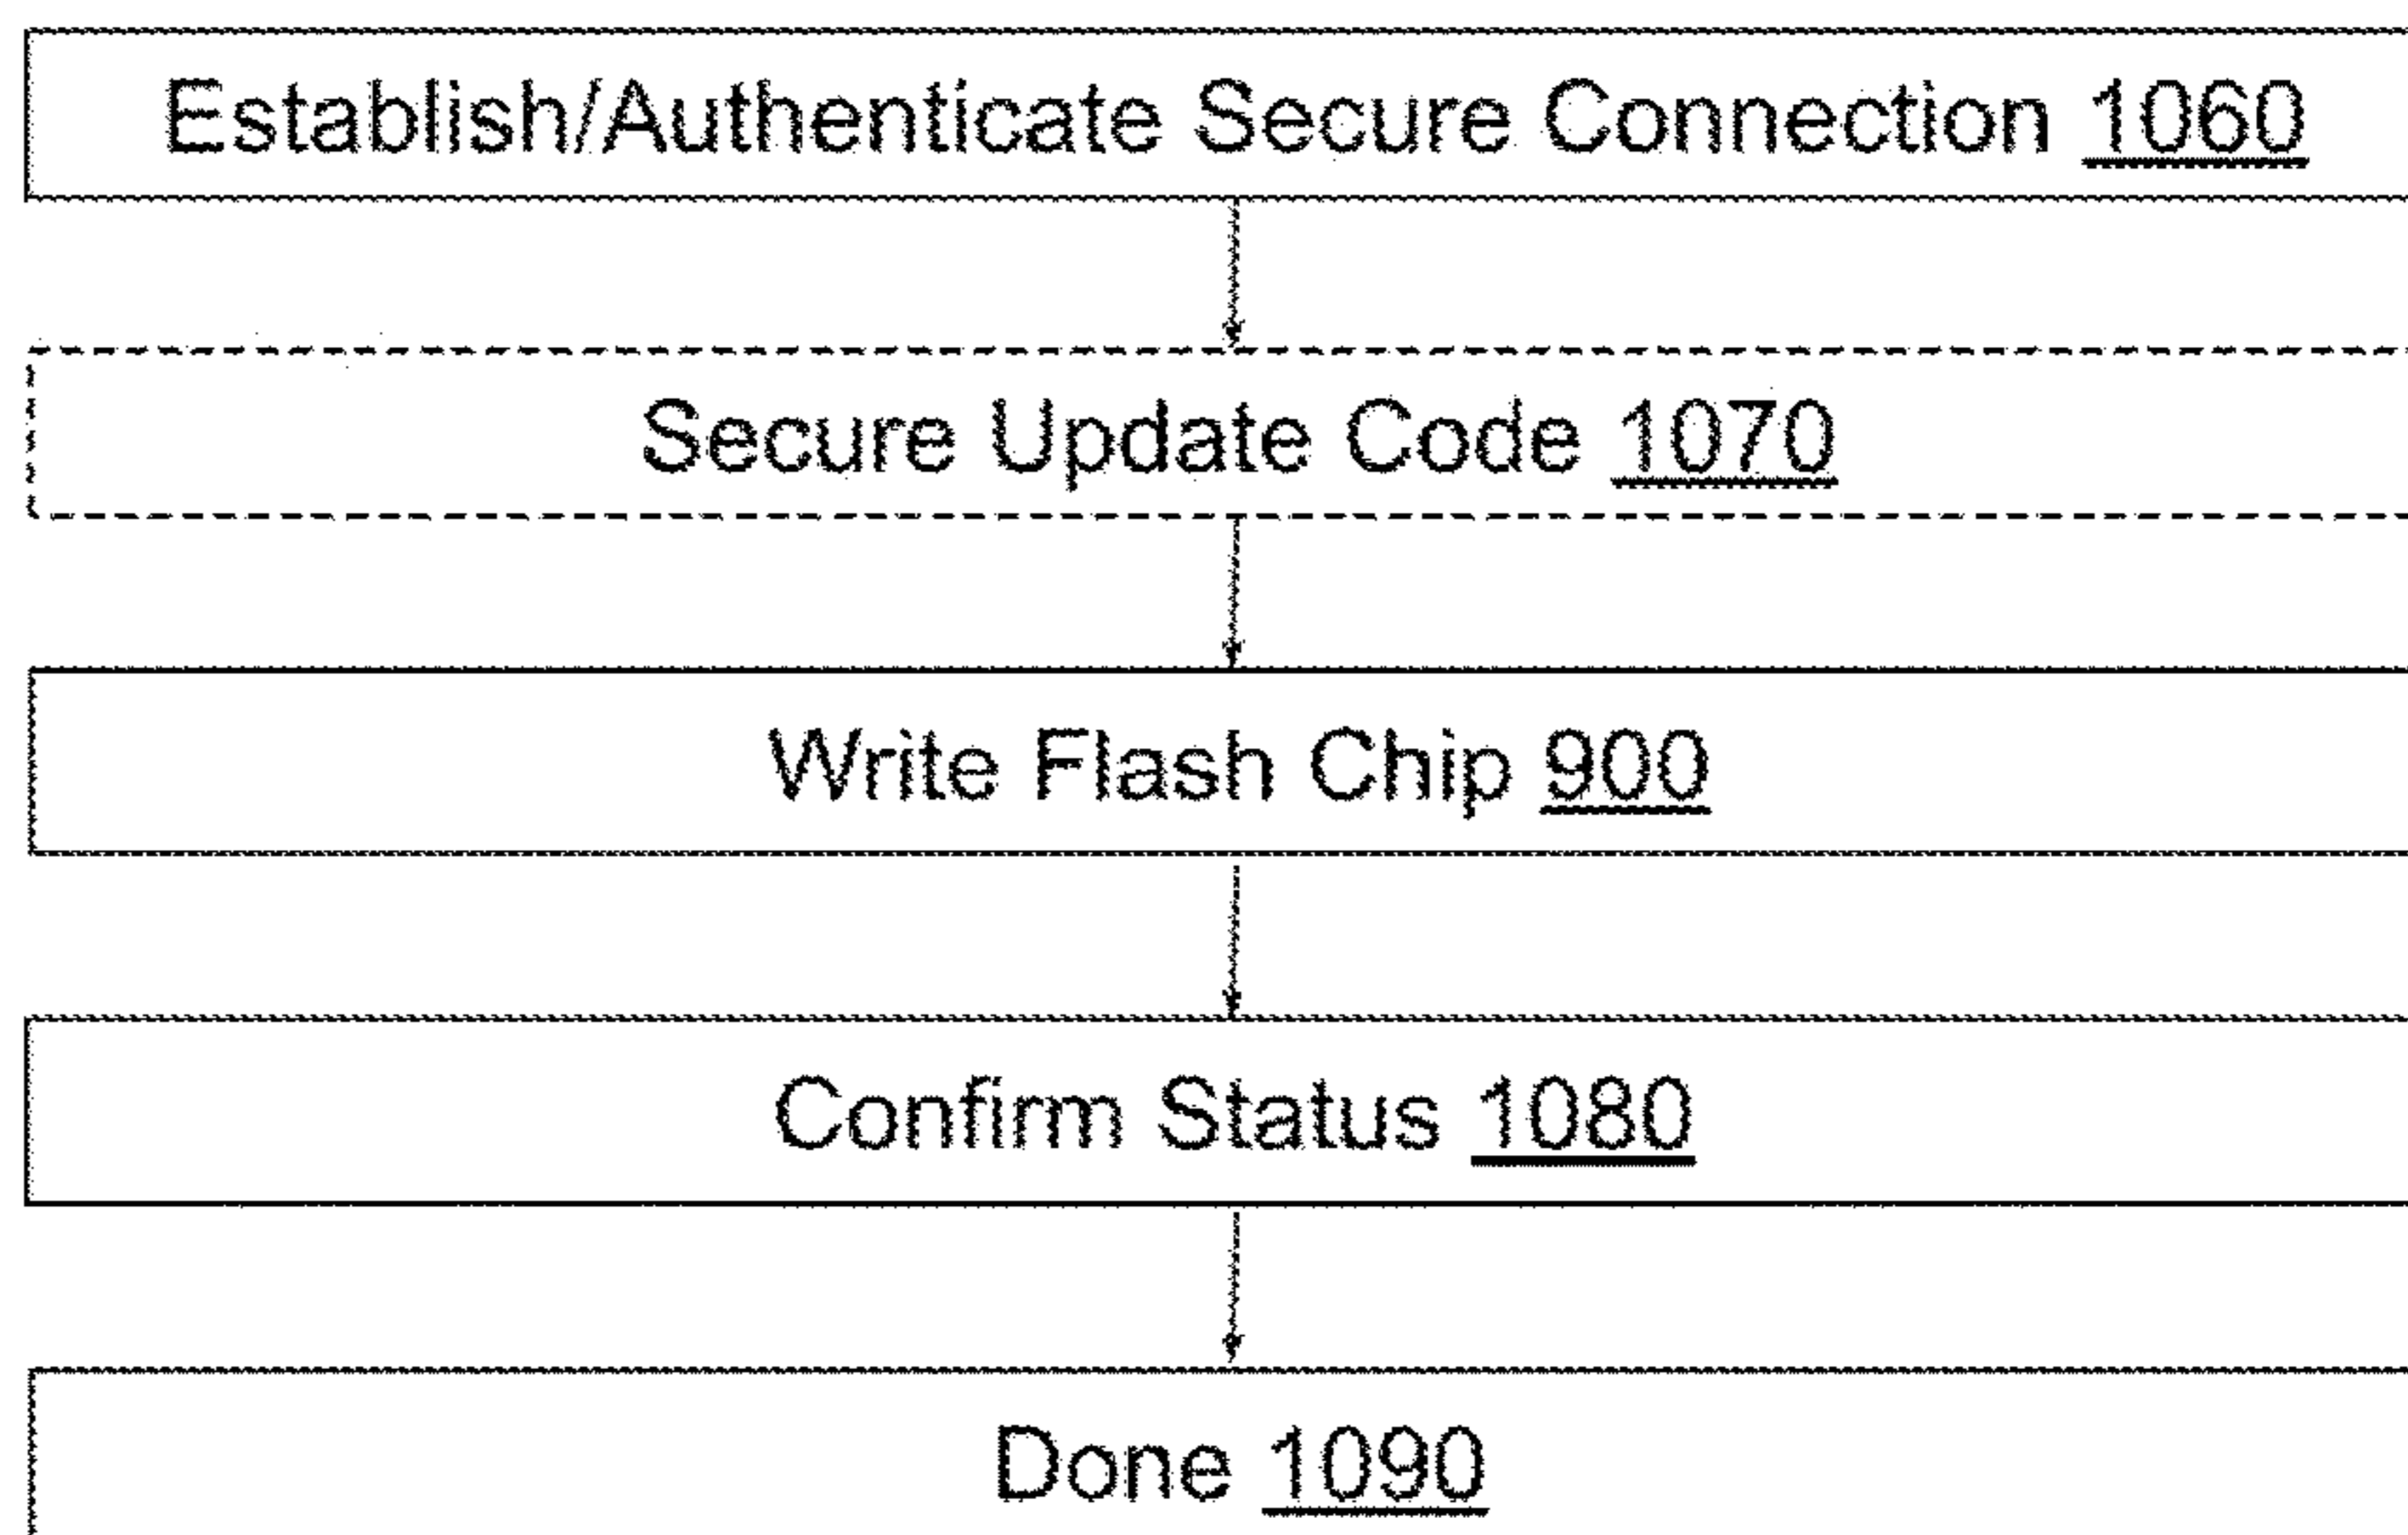 Establish/Authenticate Secure Connection 1060
Secure Update Code 1070
Write Flash Chip 900
Confirm Status 1080
Done 1090